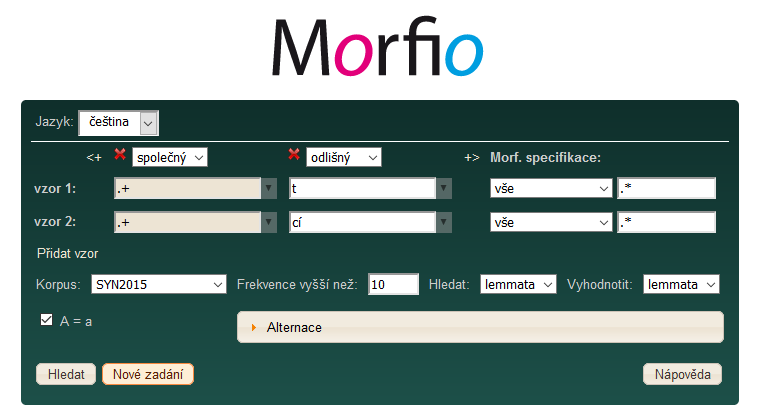 Morfio
Jazyk: čeština
<+ společný odlišný +> Morf. specifikace:
vzor 1: .+ t vše .*
vzor 2: .+ cí vše .*
Přidat vzor
Korpus: SYN2015 Frekvence vyšší než: 10 Hledat: lemmata Vyhodnotit: lemmata
A = a Alternace
Hledat Nové zadání Nápověda